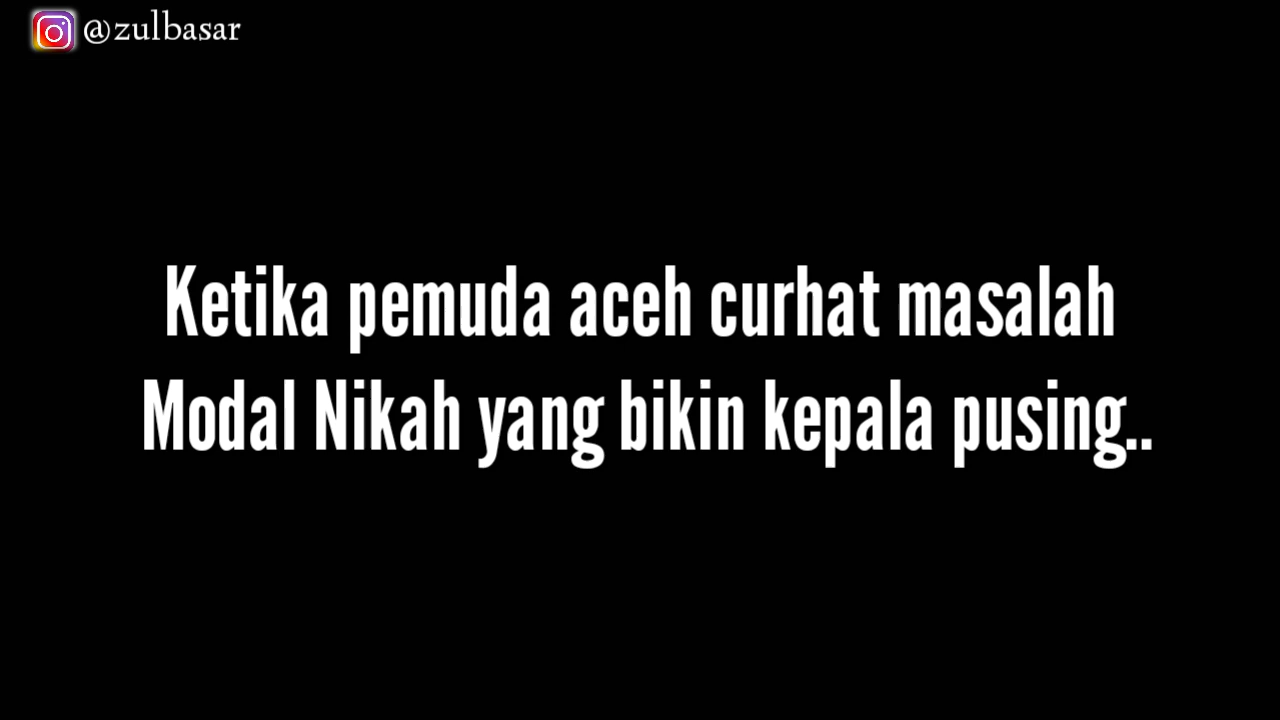 @zulbasar
Ketika pemuda aceh curhat masalah
Modal Nikah yang bikin kepala pusing..